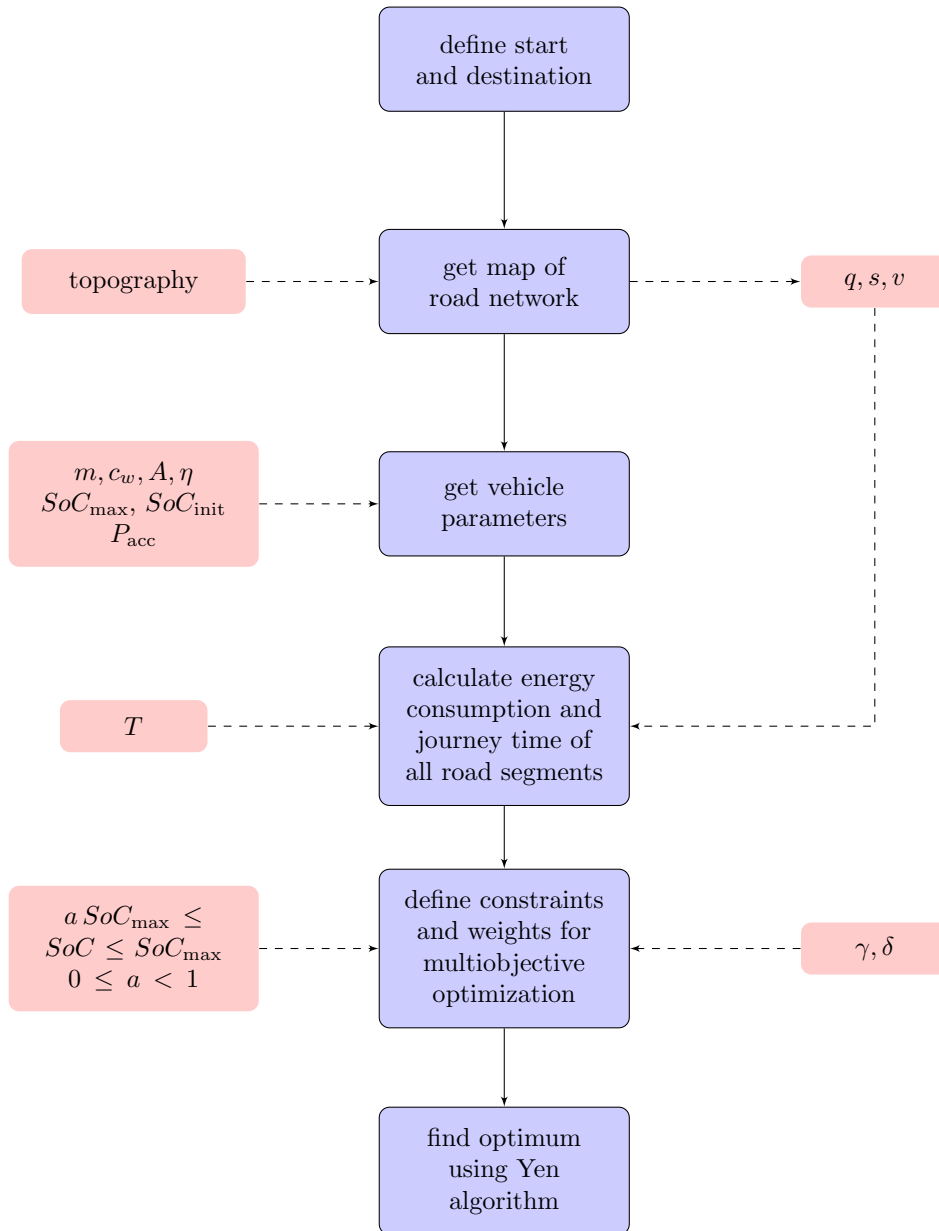 define start
and destination
topography
get map of
road network
q, s, v
m, c_w, A, η
SoC_max, SoC_init
P_acc
get vehicle
parameters
T
calculate energy
consumption and
journey time of
all road segments
a SoC_max ≤
SoC ≤ SoC_max
0 ≤ a < 1
define constraints
and weights for
multiobjective
optimization
γ, δ
find optimum
using Yen
algorithm